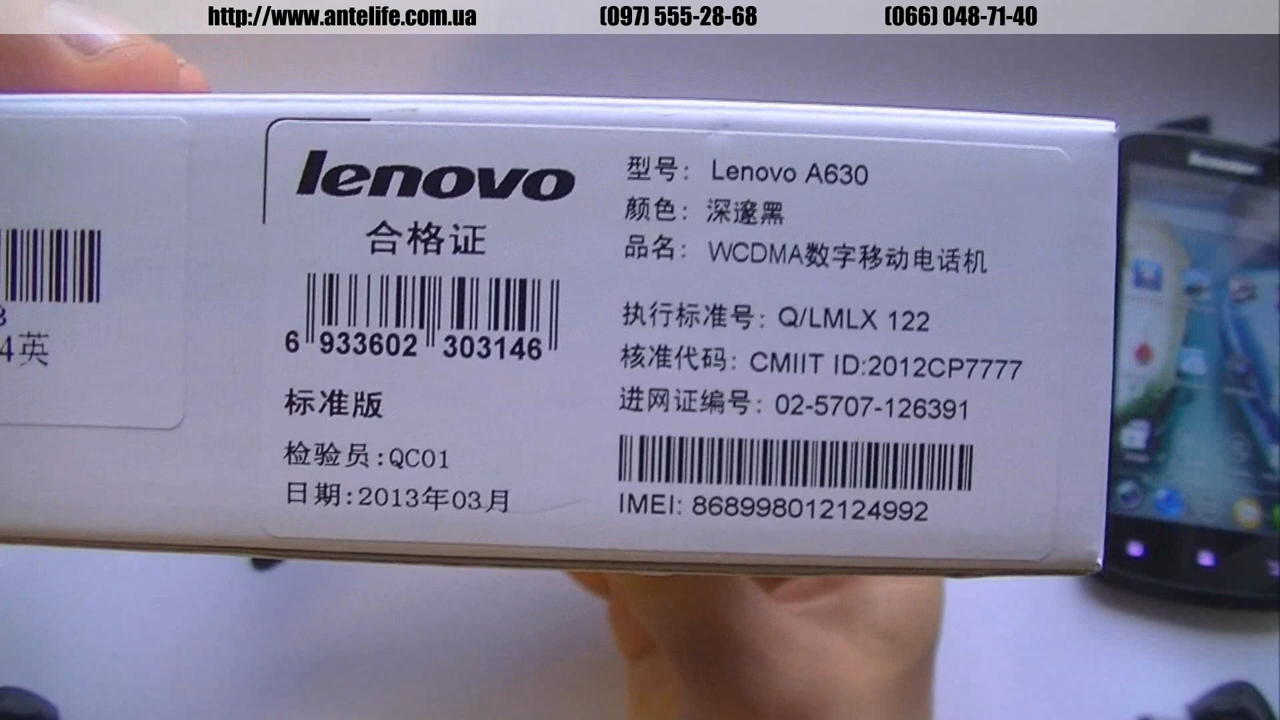 http://www.antelife.com.ua (097) 555-28-68 (066) 048-71-40
4英
lenovo
合格证
6 933602 303146
标准版
检验员:QC01
日期:2013年03月
型号: Lenovo A630
颜色: 深邃黑
品名: WCDMA数字移动电话机
执行标准号: Q/LMLX 122
核准代码: CMIIT ID:2012CP7777
进网证编号: 02-5707-126391
IMEI: 868998012124992